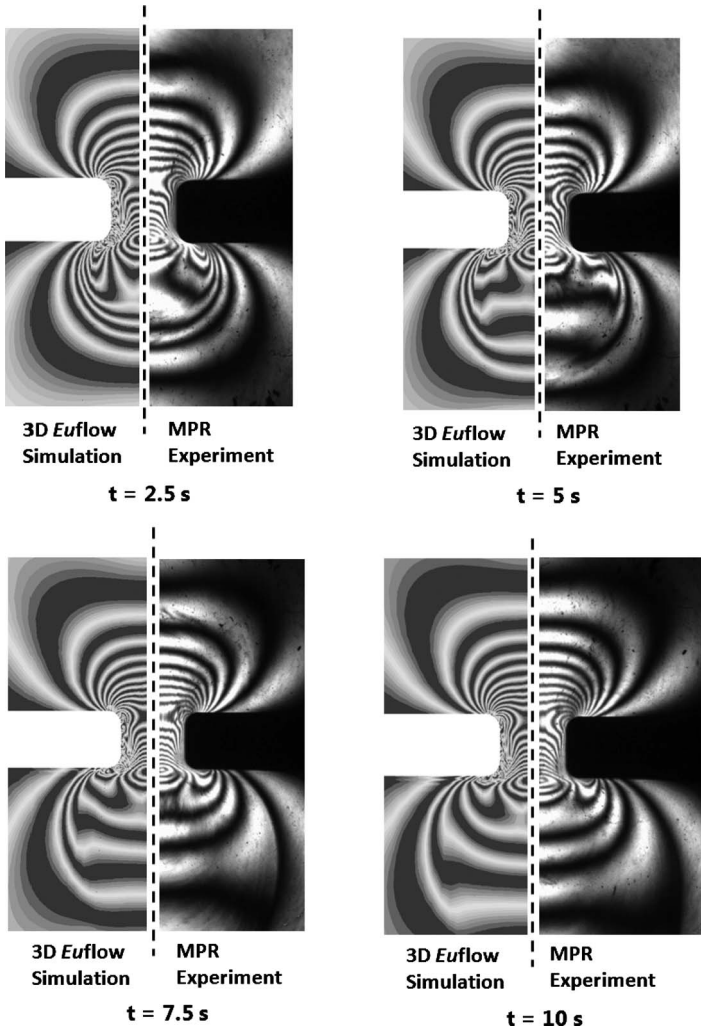 3D Euflow
Simulation
MPR
Experiment
t = 2.5 s
3D Euflow
Simulation
MPR
Experiment
t = 5 s
3D Euflow
Simulation
MPR
Experiment
t = 7.5 s
3D Euflow
Simulation
MPR
Experiment
t = 10 s